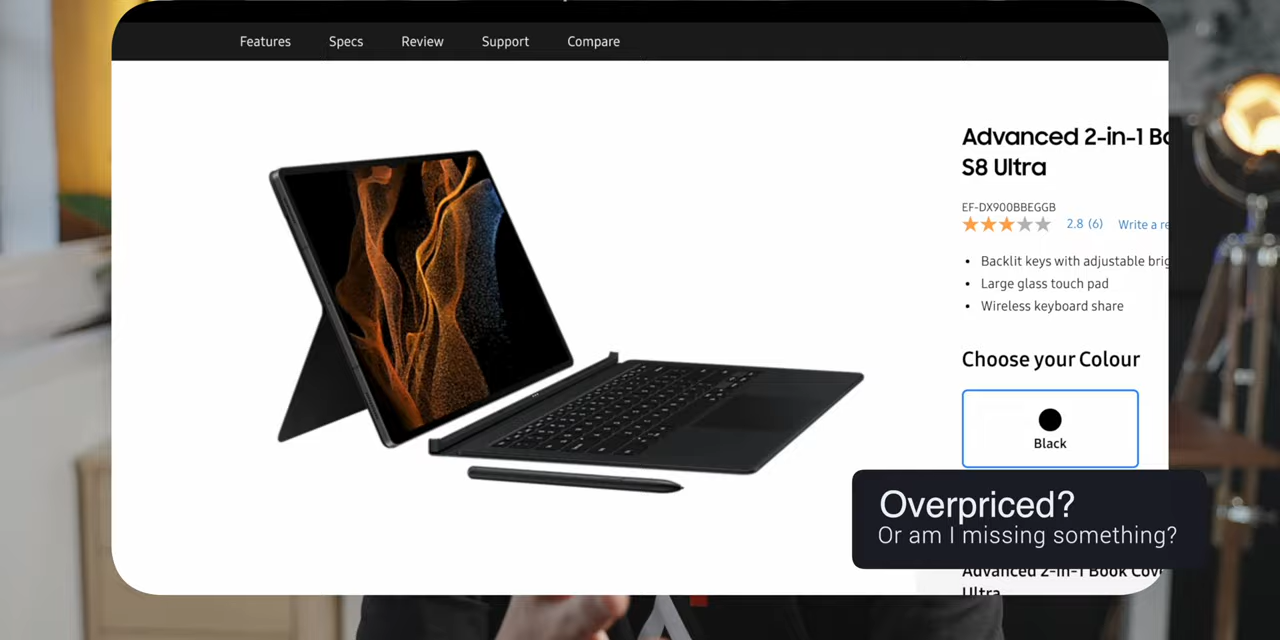 Features Specs Review Support Compare
Advanced 2-in-1 Bo
S8 Ultra
EF-DX900BBEGGB
2.8 (6) Write a re
Backlit keys with adjustable brig
Large glass touch pad
Wireless keyboard share
Choose your Colour
Black
Overpriced?
Or am I missing something?
Advanced 2-in-1 Book Cov
Ultra